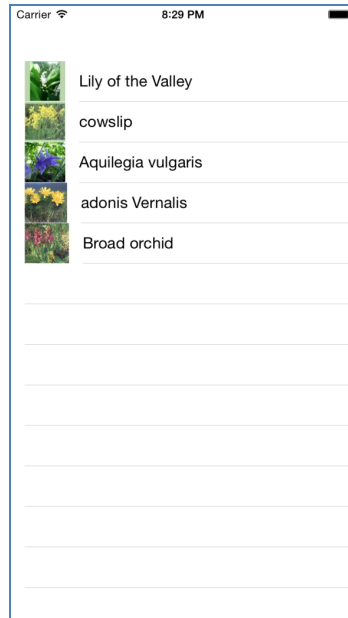 Carrier 8:29 PM
Lily of the Valley
cowslip
Aquilegia vulgaris
adonis Vernalis
Broad orchid